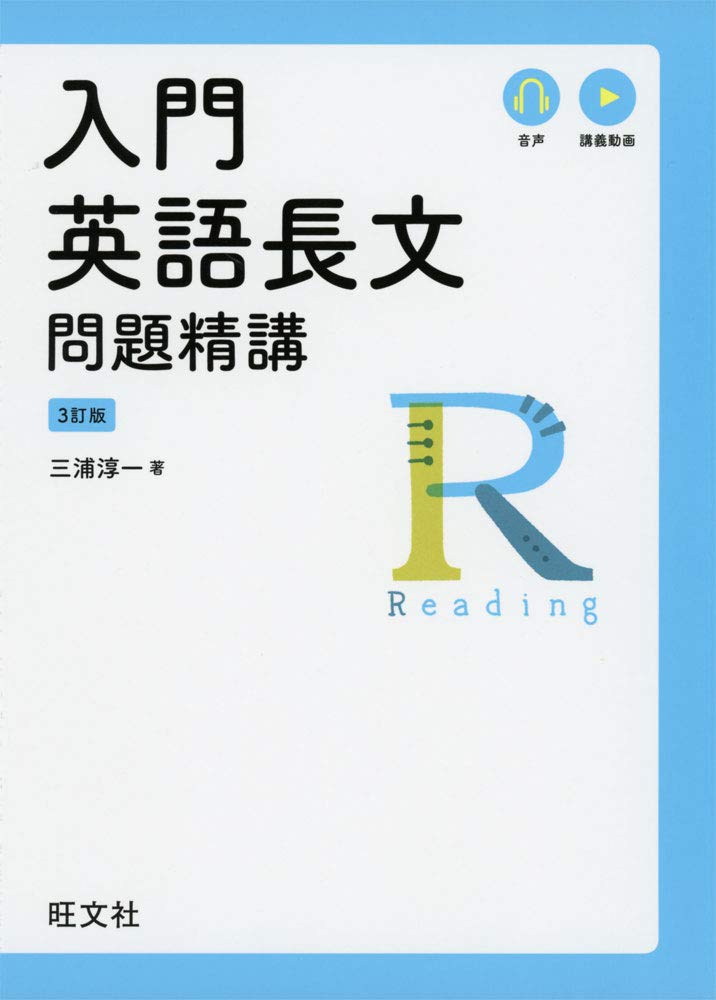 入門
英語長文
問題精講
3訂版
三浦淳一 著
音声
講義動画
R
Reading
旺文社